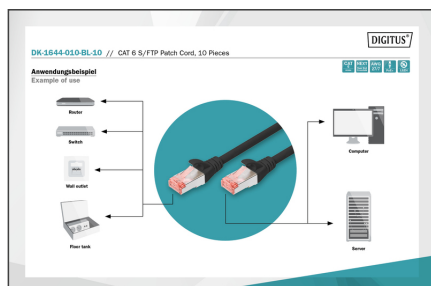 DIGITUS®
DK-1644-010-BL-10 // CAT 6 S/FTP Patch Cord, 10 Pieces
Anwendungsbeispiel
Example of use
Router
Switch
Wall outlet
Floor tank
Computer
Server